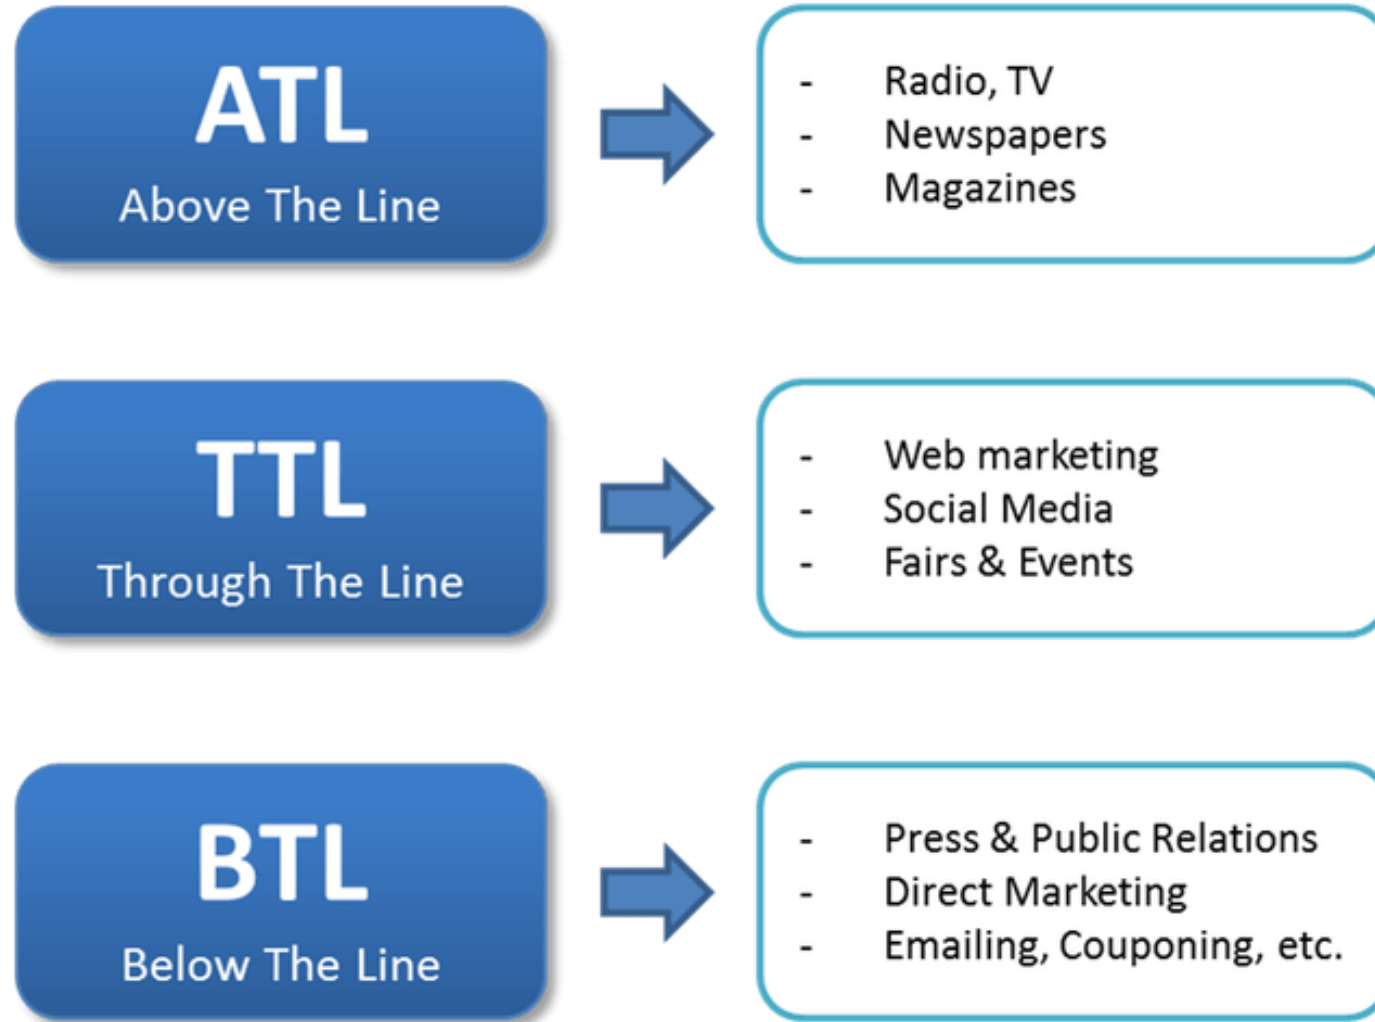 ATL
Above The Line
- Radio, TV
- Newspapers
- Magazines
TTL
Through The Line
- Web marketing
- Social Media
- Fairs & Events
BTL
Below The Line
- Press & Public Relations
- Direct Marketing
- Emailing, Couponing, etc.